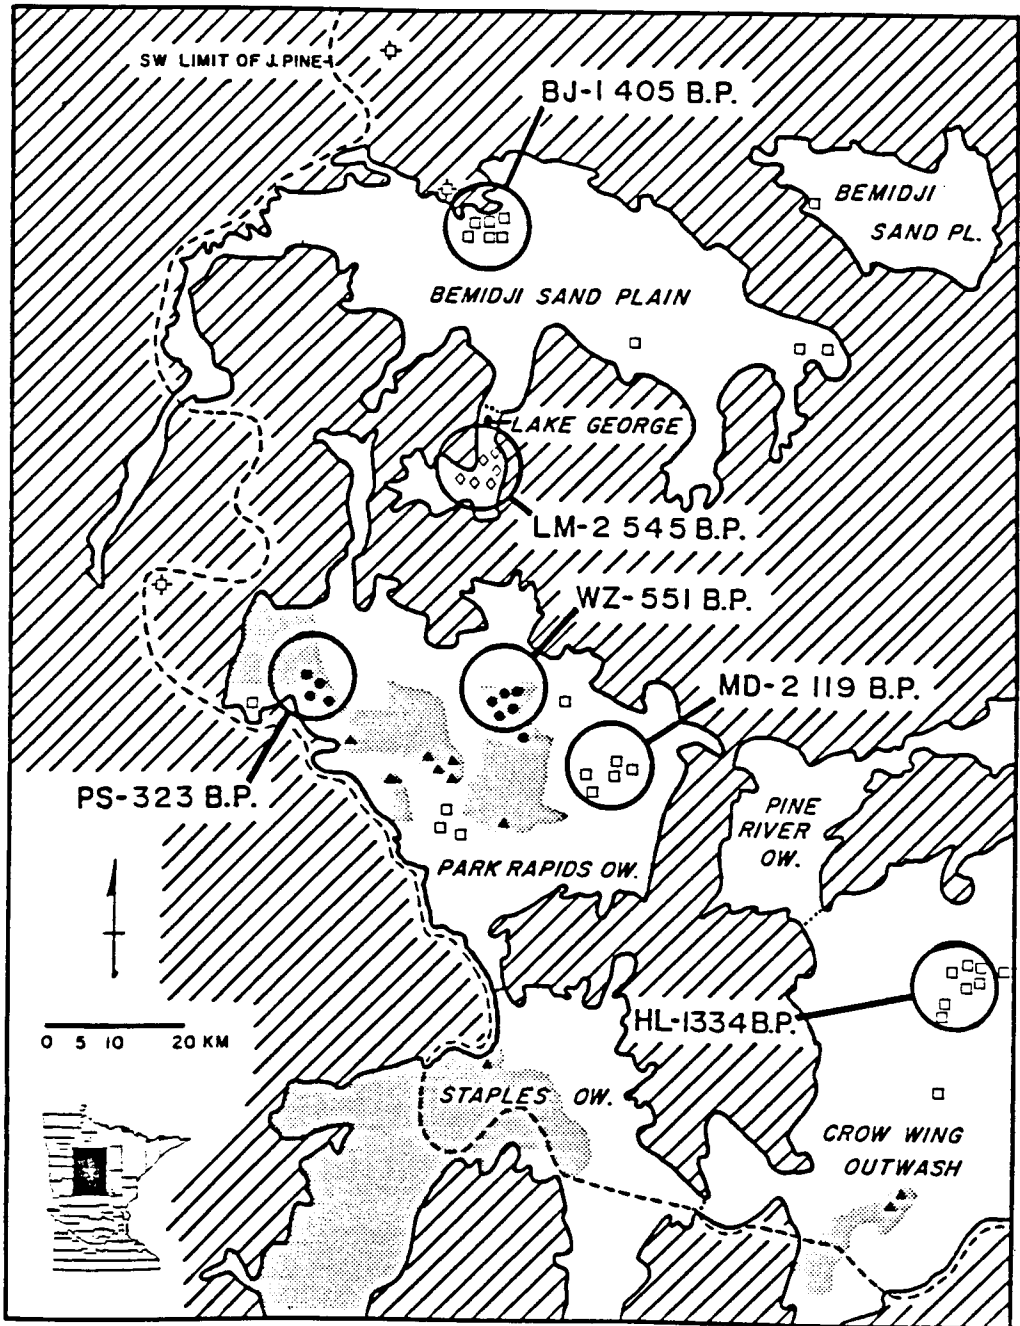 SW LIMIT OF J. PINE
BJ-1 405 B.P.
BEMIDJI
SAND PL.
BEMIDJI SAND PLAIN
LAKE GEORGE
LM-2 545 B.P.
WZ-551 B.P.
MD-2 119 B.P.
PS-323 B.P.
PINE
RIVER
OW.
PARK RAPIDS OW.
HL-1334 B.P.
0 5 10 20 KM
STAPLES OW.
CROW WING
OUTWASH